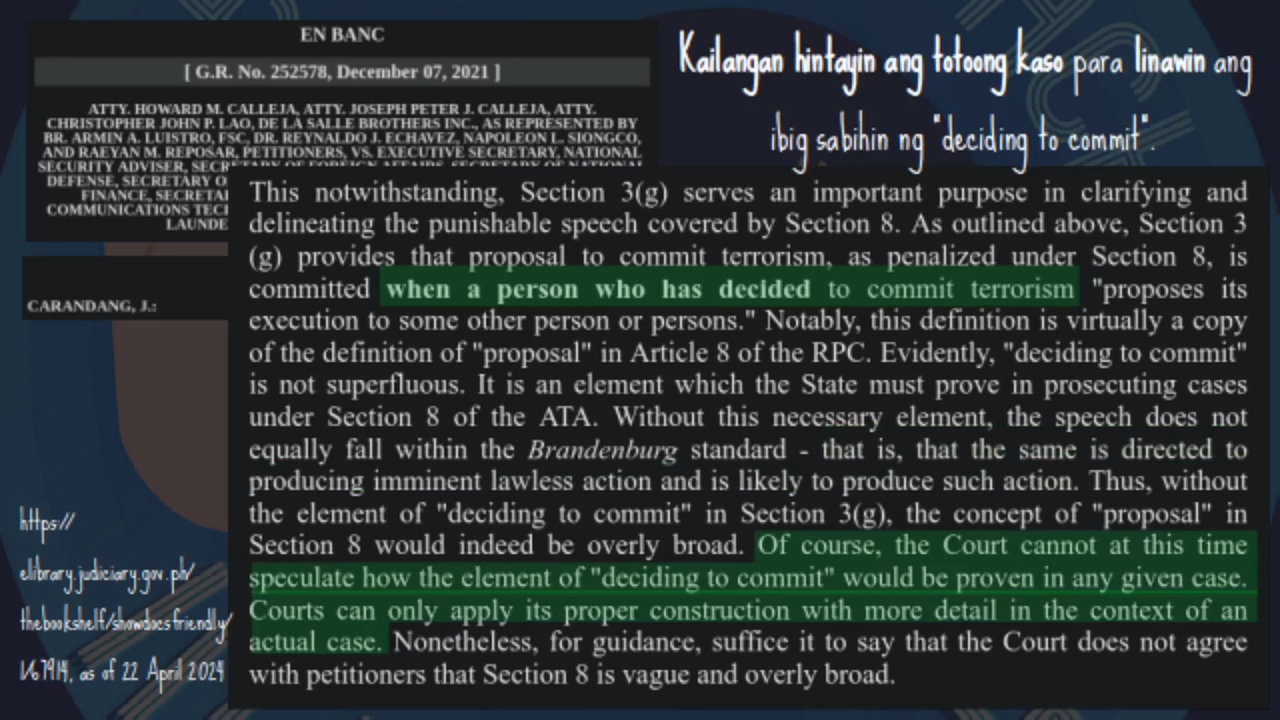 EN BANC
[ G.R. No. 252578, December 07, 2021 ]
ATTY. HOWARD M. CALLEJA, ATTY. JOSEPH PETER J. CALLEJA, ATTY.
CHRISTOPHER JOHN P. LAO, DE LA SALLE BROTHERS INC., AS REPRESENTED BY
BR. ARMIN A. LUISTRO, FSC, DR. REYNALDO J. ECHAVEZ, NAPOLEON L. SIONGCO,
AND RAEYAN M. REPOSAR, PETITIONERS, VS. EXECUTIVE SECRETARY, NATIONAL
SECURITY ADVISER,
DEFENSE, SECRETARY
FINANCE,
COMMUNICATIONS
CARANDANG, J.:
Kailangan hintayin ang totoong kaso para linawin ang
ibig sabihin ng "deciding to commit".
This notwithstanding, Section 3(g) serves an important purpose in clarifying and
delineating the punishable speech covered by Section 8. As outlined above, Section 3
(g) provides that proposal to commit terrorism, as penalized under Section 8, is
committed when a person who has decided to commit terrorism "proposes its
execution to some other person or persons." Notably, this definition is virtually a copy
of the definition of "proposal" in Article 8 of the RPC. Evidently, "deciding to commit"
is not superfluous. It is an element which the State must prove in prosecuting cases
under Section 8 of the ATA. Without this necessary element, the speech does not
equally fall within the Brandenburg standard - that is, that the same is directed to
producing imminent lawless action and is likely to produce such action. Thus, without
the element of "deciding to commit" in Section 3(g), the concept of "proposal" in
Section 8 would indeed be overly broad. Of course, the Court cannot at this time
speculate how the element of "deciding to commit" would be proven in any given case.
Courts can only apply its proper construction with more detail in the context of an
actual case. Nonetheless, for guidance, suffice it to say that the Court does not agree
with petitioners that Section 8 is vague and overly broad.
https://
elibrary.judiciary.gov.ph/
thebookshelf/showdocsfriendly/
1/67914, as of 22 April 2024